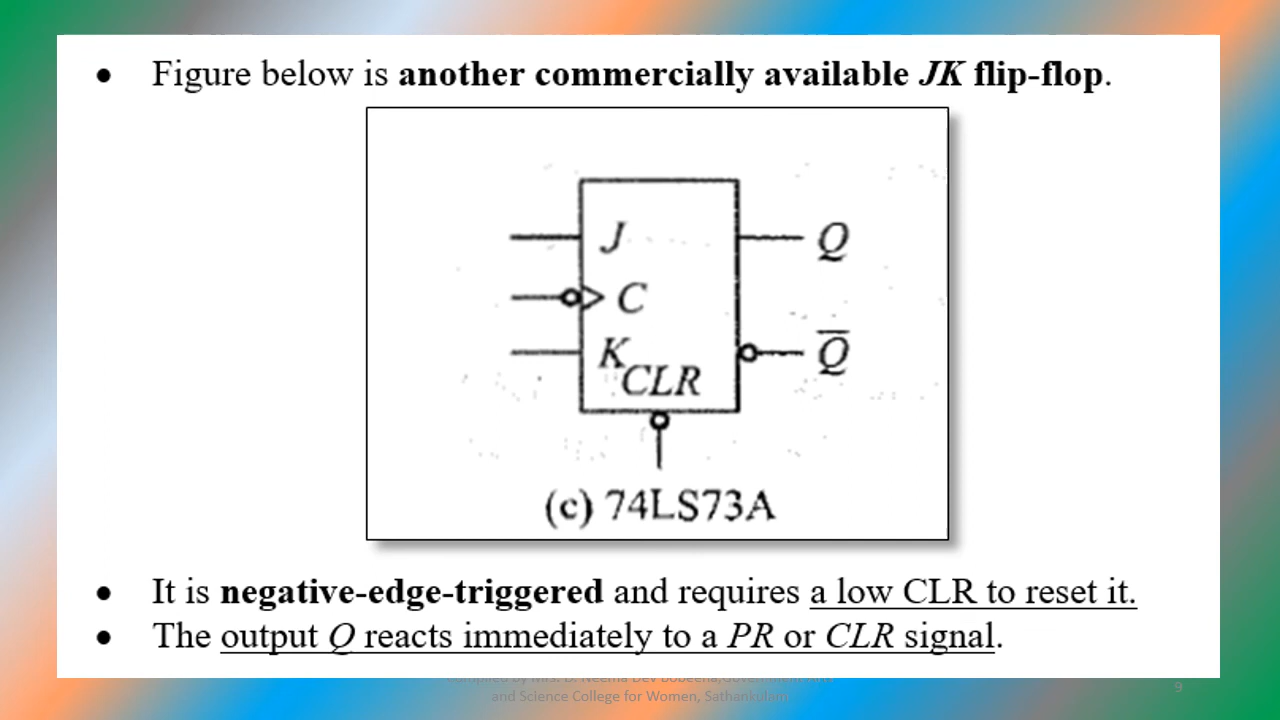 • Figure below is another commercially available JK flip-flop.
J
Q
C
K
Q̅
CLR
(c) 74LS73A
• It is negative-edge-triggered and requires a low CLR to reset it.
• The output Q reacts immediately to a PR or CLR signal.
and Science College for Women, Sathankulam
9